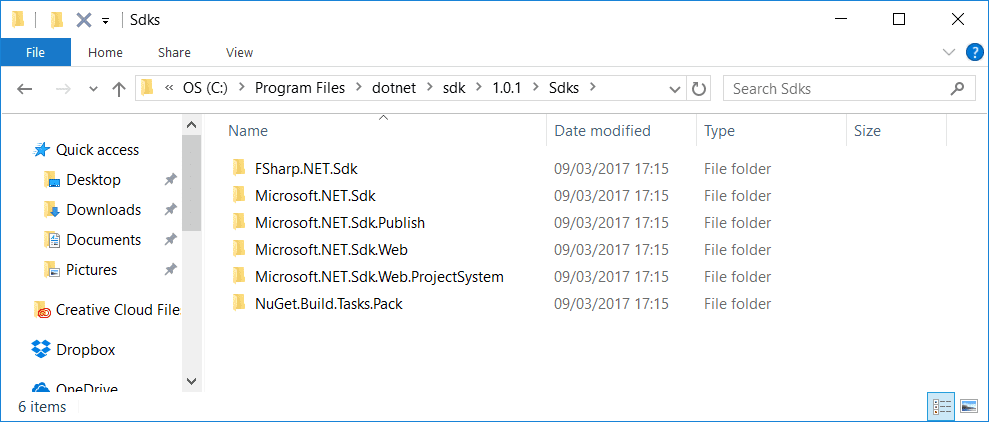 Sdks
File Home Share View
« OS (C:) Program Files dotnet sdk 1.0.1 Sdks Search Sdks
Name Date modified Type Size
Quick access
Desktop
Downloads
Documents
Pictures
Creative Cloud Files
Dropbox
OneDrive
FSharp.NET.Sdk 09/03/2017 17:15 File folder
Microsoft.NET.Sdk 09/03/2017 17:15 File folder
Microsoft.NET.Sdk.Publish 09/03/2017 17:15 File folder
Microsoft.NET.Sdk.Web 09/03/2017 17:15 File folder
Microsoft.NET.Sdk.Web.ProjectSystem 09/03/2017 17:15 File folder
NuGet.Build.Tasks.Pack 09/03/2017 17:15 File folder
6 items